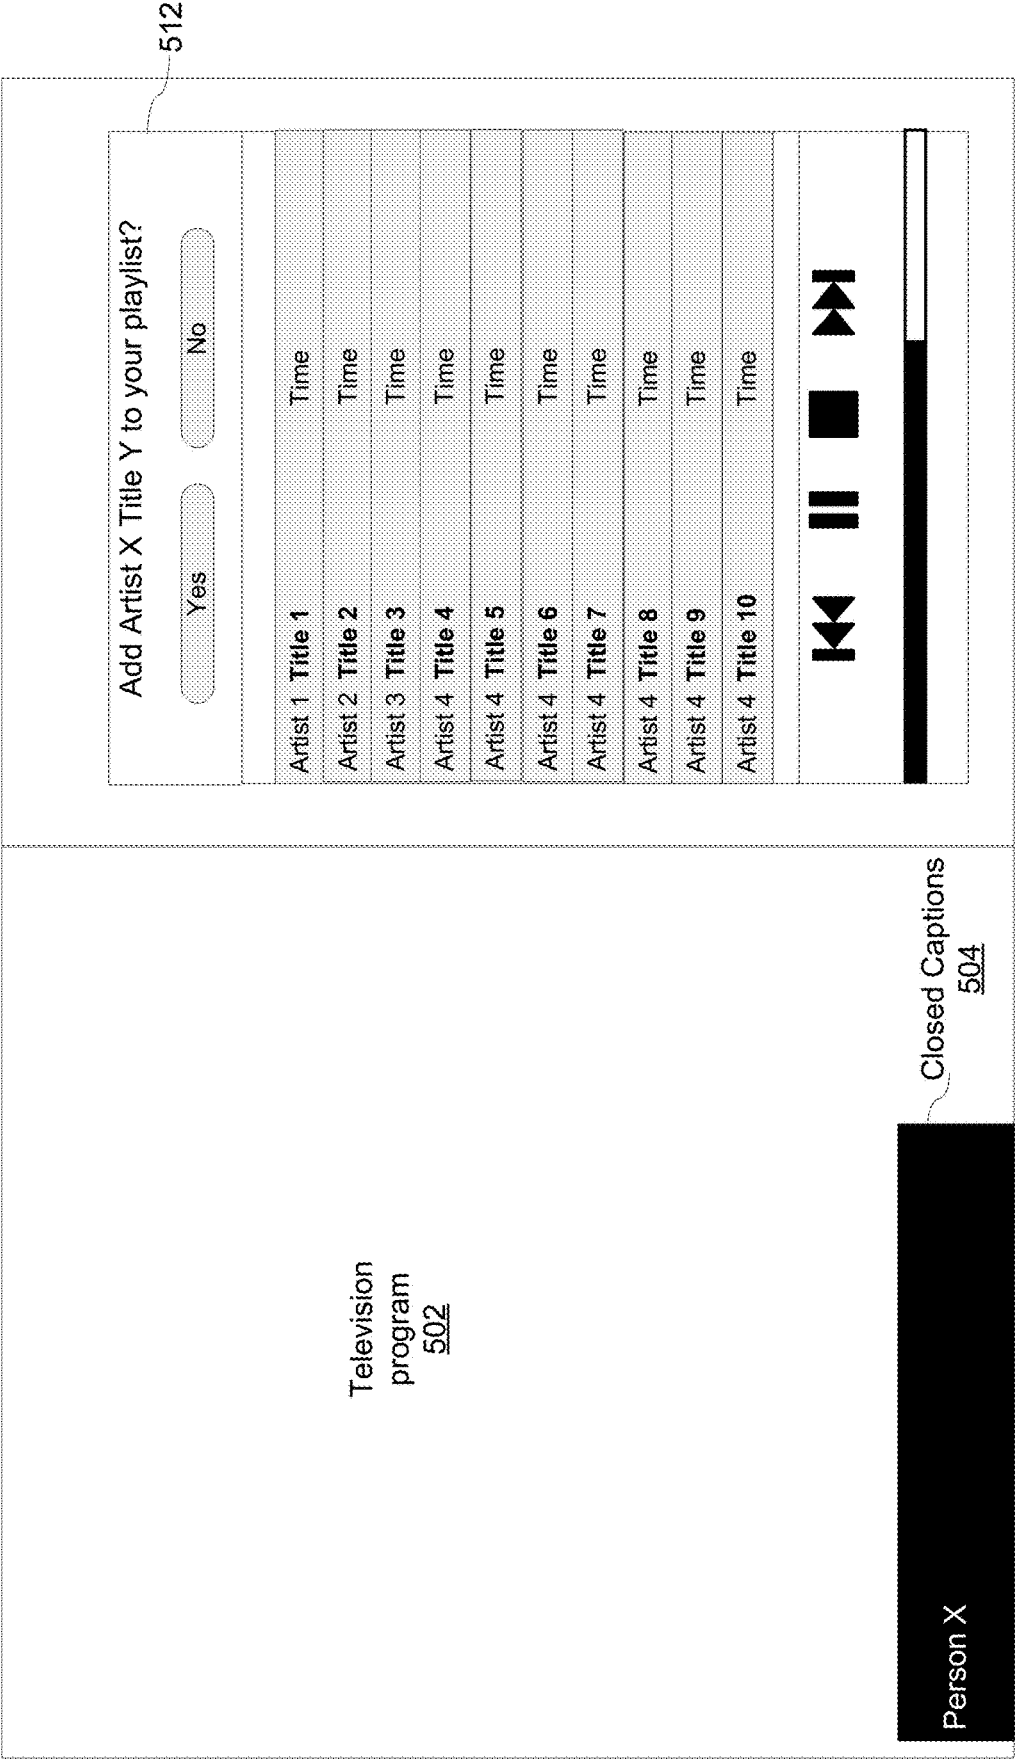 Television
program
502
Person X
Closed Captions
504
512
Add Artist X Title Y to your playlist?
Yes No
Artist 1 Title 1 Time
Artist 2 Title 2 Time
Artist 3 Title 3 Time
Artist 4 Title 4 Time
Artist 4 Title 5 Time
Artist 4 Title 6 Time
Artist 4 Title 7 Time
Artist 4 Title 8 Time
Artist 4 Title 9 Time
Artist 4 Title 10 Time